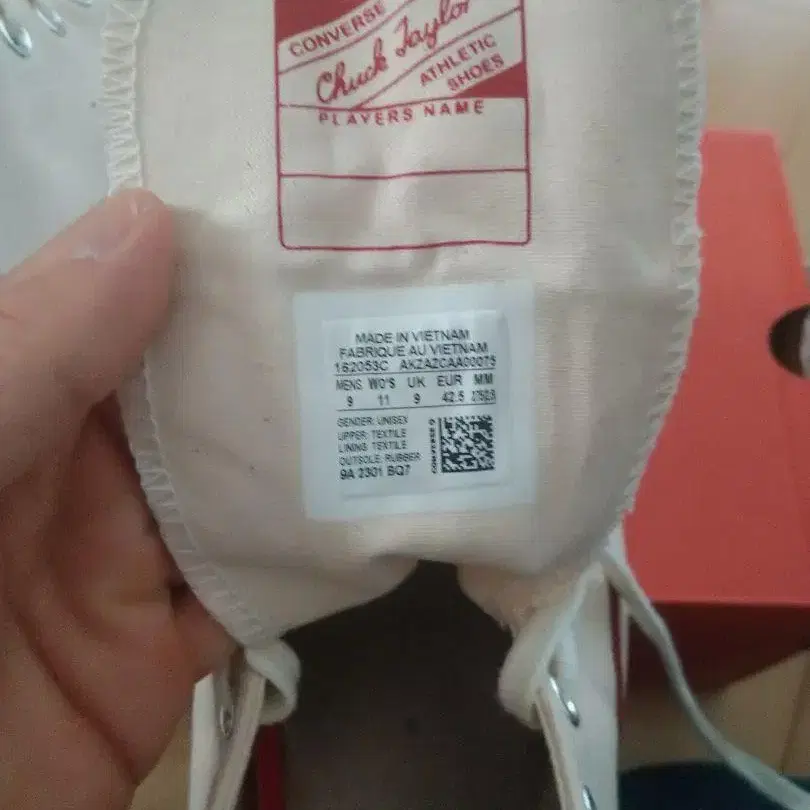 CONVERSE
Chuck Taylor
ATHLETIC
SHOES
PLAYERS NAME
MADE IN VIETNAM
FABRIQUE AU VIETNAM
162053C AKZAZCAA00075
MENS WO'S UK EUR MM
9 11 9 42.5
GENDER: UNISEX
UPPER: TEXTILE
LINING: TEXTILE
OUTSOLE: RUBBER
9A 2301 BQ7
CONVERSE